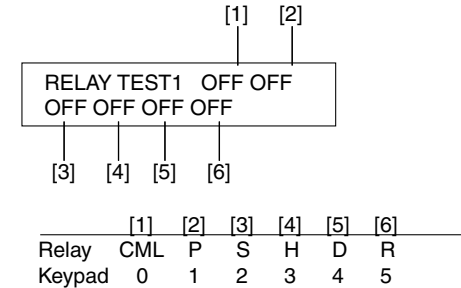 [1] [2]
RELAY TEST1 OFF OFF
OFF OFF OFF OFF
[3] [4] [5] [6]
[1] [2] [3] [4] [5] [6]
Relay CML P S H D R
Keypad 0 1 2 3 4 5